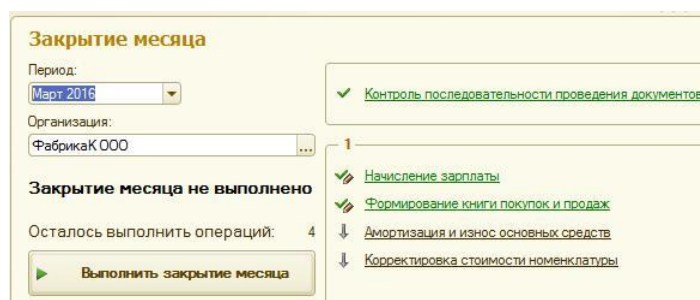 Закрытие месяца
Период:
Март 2016
Организация:
ФабрикаК ООО
...
Закрытие месяца не выполнено
Осталось выполнить операций: 4
Выполнить закрытие месяца
Контроль последовательности проведения документов
1
Начисление зарплаты
Формирование книги покупок и продаж
Амортизация и износ основных средств
Корректировка стоимости номенклатуры